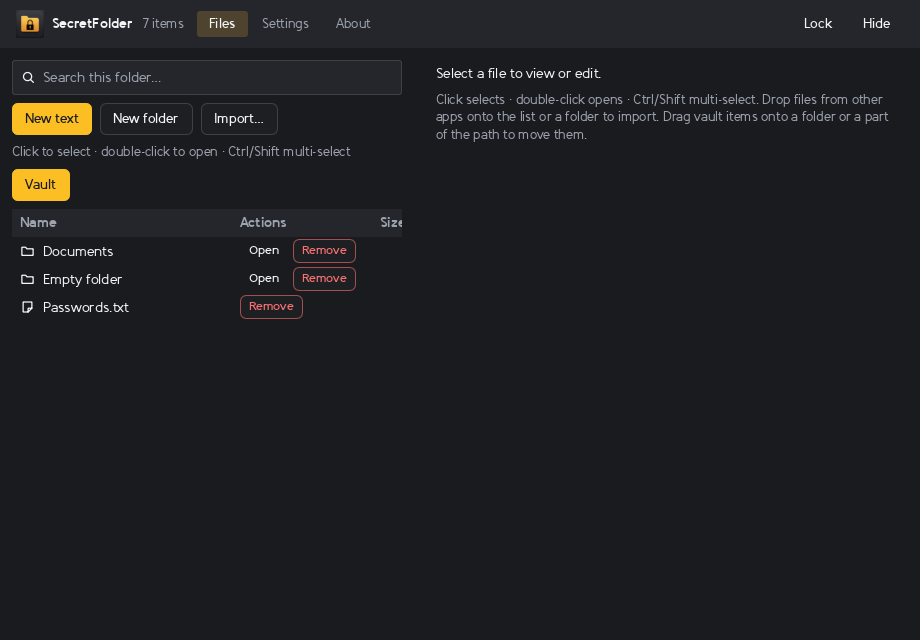 SecretFolder 7 items Files Settings About Lock Hide
Search this folder...
New text New folder Import...
Click to select · double-click to open · Ctrl/Shift multi-select
Vault
Name Actions Size
Documents Open Remove
Empty folder Open Remove
Passwords.txt Remove
Select a file to view or edit.
Click selects · double-click opens · Ctrl/Shift multi-select. Drop files from other
apps onto the list or a folder to import. Drag vault items onto a folder or a part
of the path to move them.